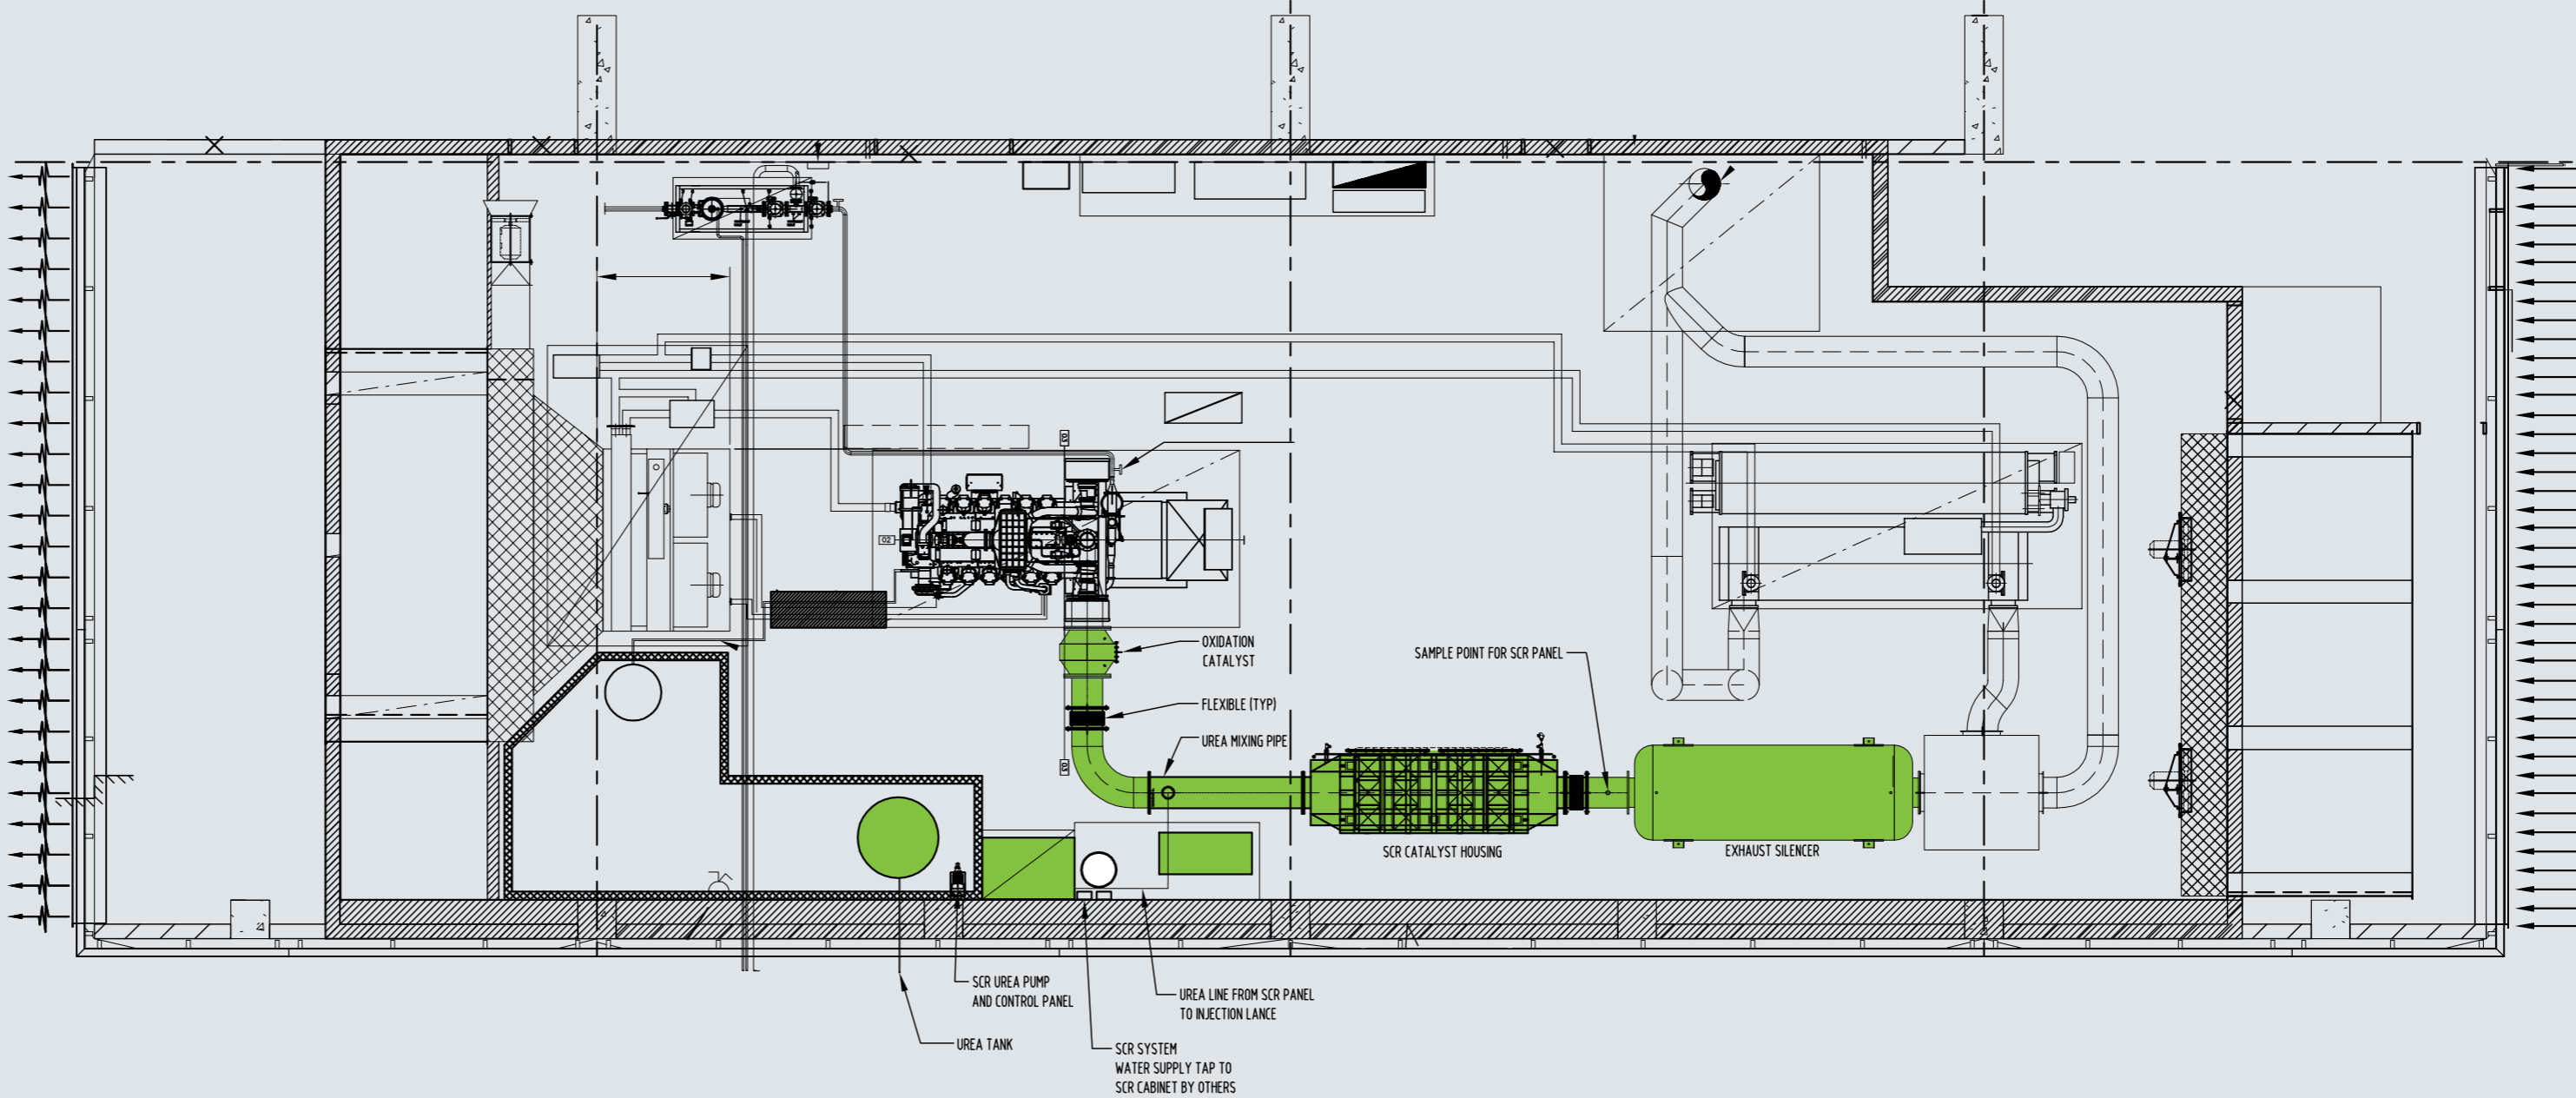 02
OXIDATION
CATALYST
FLEXIBLE (TYP)
UREA MIXING PIPE
SAMPLE POINT FOR SCR PANEL
SCR CATALYST HOUSING
EXHAUST SILENCER
SCR UREA PUMP
AND CONTROL PANEL
UREA TANK
UREA LINE FROM SCR PANEL
TO INJECTION LANCE
SCR SYSTEM
WATER SUPPLY TAP TO
SCR CABINET BY OTHERS